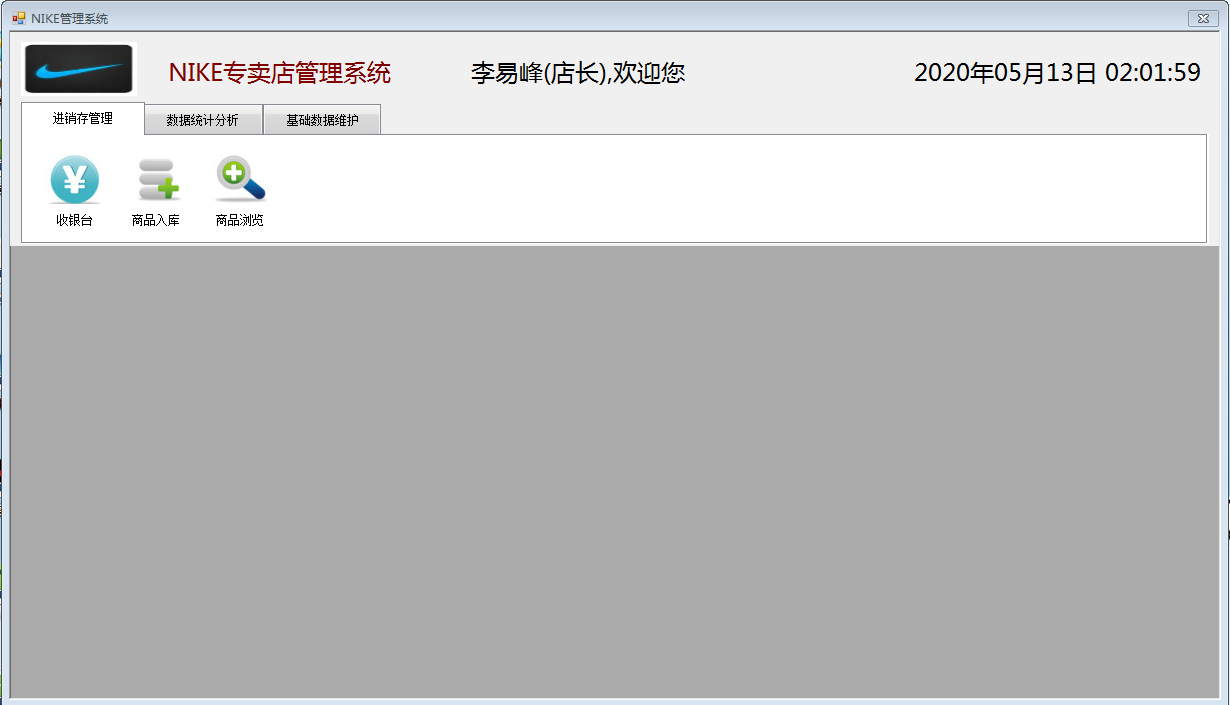 NIKE管理系统
NIKE专卖店管理系统 李易峰(店长),欢迎您 2020年05月13日 02:01:59
进销存管理 数据统计分析 基础数据维护
收银台 商品入库 商品浏览